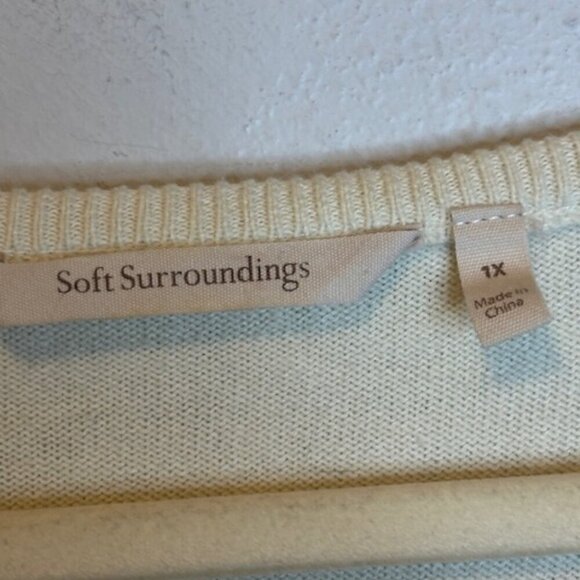 Soft Surroundings
1X
Made in
China